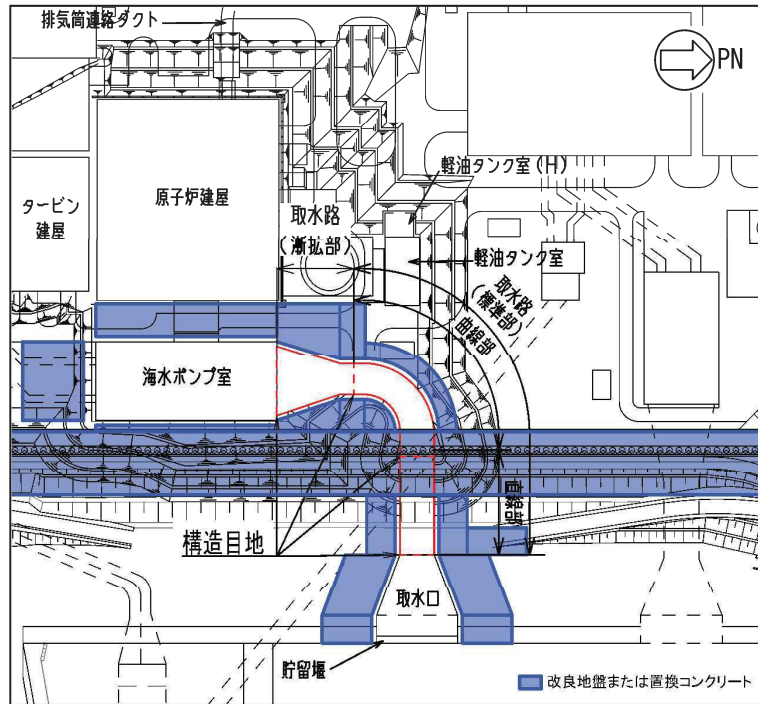 排気筒連絡ダクト
PN
原子炉建屋
タービン
建屋
取水路
(漸拡部)
軽油タンク室(H)
軽油タンク室
取水路
(標準部)
曲線部
海水ポンプ室
直線部
構造目地
取水口
貯留堰
改良地盤または置換コンクリート